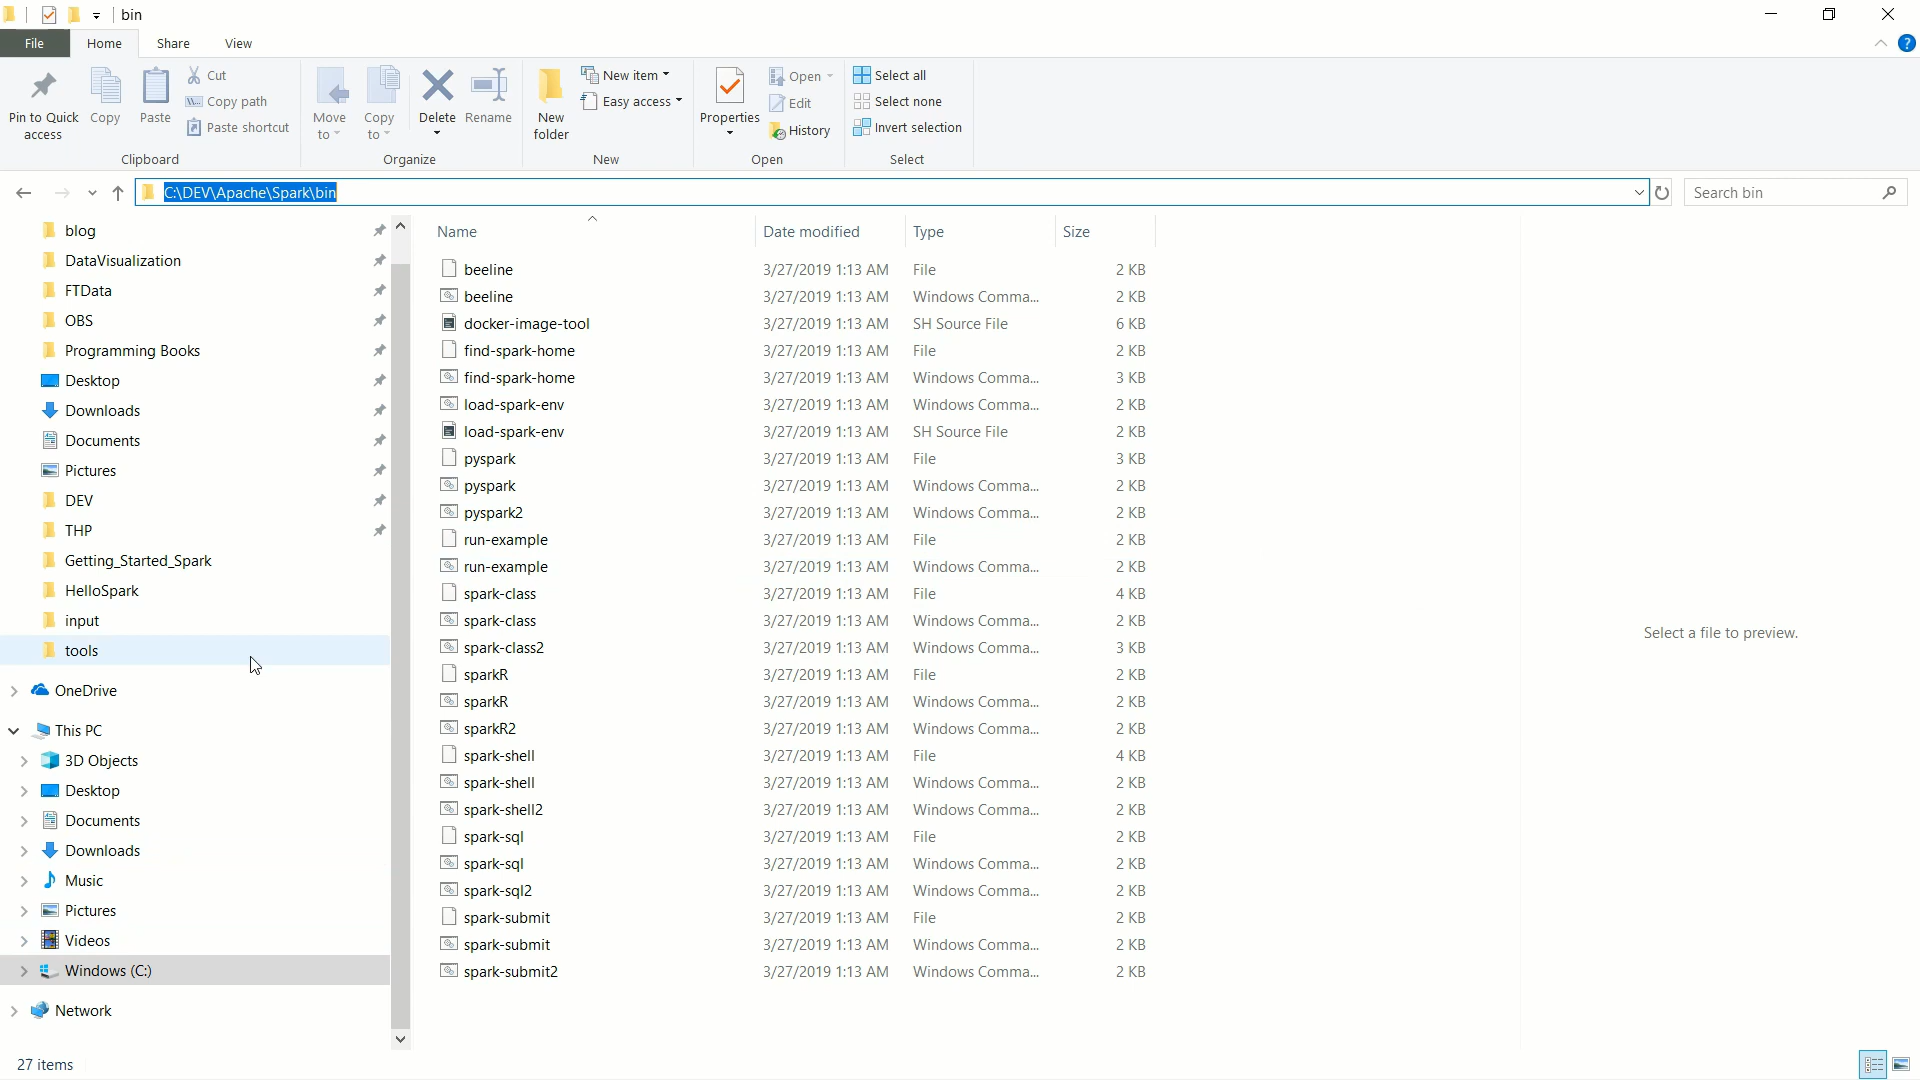 bin
File Home Share View
Pin to Quick access
Copy
Paste
Cut
Copy path
Paste shortcut
Move to
Copy to
Delete
Rename
New folder
New item
Easy access
Properties
Open
Edit
History
Select all
Select none
Invert selection
Clipboard Organize New Open Select
C:\DEV\Apache\Spark\bin
Search bin
blog
DataVisualization
FTData
OBS
Programming Books
Desktop
Downloads
Documents
Pictures
DEV
THP
Getting_Started_Spark
HelloSpark
input
tools
OneDrive
This PC
3D Objects
Desktop
Documents
Downloads
Music
Pictures
Videos
Windows (C:)
Network
Name Date modified Type Size
beeline 3/27/2019 1:13 AM File 2 KB
beeline 3/27/2019 1:13 AM Windows Comma... 2 KB
docker-image-tool 3/27/2019 1:13 AM SH Source File 6 KB
find-spark-home 3/27/2019 1:13 AM File 2 KB
find-spark-home 3/27/2019 1:13 AM Windows Comma... 3 KB
load-spark-env 3/27/2019 1:13 AM Windows Comma... 2 KB
load-spark-env 3/27/2019 1:13 AM SH Source File 2 KB
pyspark 3/27/2019 1:13 AM File 3 KB
pyspark 3/27/2019 1:13 AM Windows Comma... 2 KB
pyspark2 3/27/2019 1:13 AM Windows Comma... 2 KB
run-example 3/27/2019 1:13 AM File 2 KB
run-example 3/27/2019 1:13 AM Windows Comma... 2 KB
spark-class 3/27/2019 1:13 AM File 4 KB
spark-class 3/27/2019 1:13 AM Windows Comma... 2 KB
spark-class2 3/27/2019 1:13 AM Windows Comma... 3 KB
sparkR 3/27/2019 1:13 AM File 2 KB
sparkR 3/27/2019 1:13 AM Windows Comma... 2 KB
sparkR2 3/27/2019 1:13 AM Windows Comma... 2 KB
spark-shell 3/27/2019 1:13 AM File 4 KB
spark-shell 3/27/2019 1:13 AM Windows Comma... 2 KB
spark-shell2 3/27/2019 1:13 AM Windows Comma... 2 KB
spark-sql 3/27/2019 1:13 AM File 2 KB
spark-sql 3/27/2019 1:13 AM Windows Comma... 2 KB
spark-sql2 3/27/2019 1:13 AM Windows Comma... 2 KB
spark-submit 3/27/2019 1:13 AM File 2 KB
spark-submit 3/27/2019 1:13 AM Windows Comma... 2 KB
spark-submit2 3/27/2019 1:13 AM Windows Comma... 2 KB
Select a file to preview.
27 items